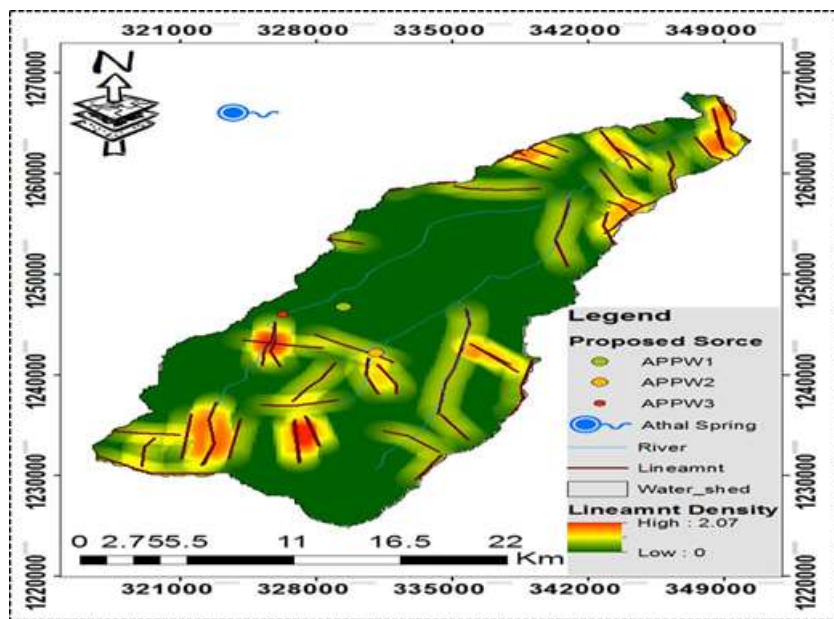 321000 328000 335000 342000 349000
N
1270000 1270000
1260000 1260000
1250000 1250000
1240000 1240000
1230000 1230000
1220000 1220000
Legend
Proposed Sorce
APPW1
APPW2
APPW3
Athal Spring
River
Lineamnt
Water_shed
Lineamnt Density
High : 2.07
Low : 0
0 2.755.5 11 16.5 22
Km
321000 328000 335000 342000 349000